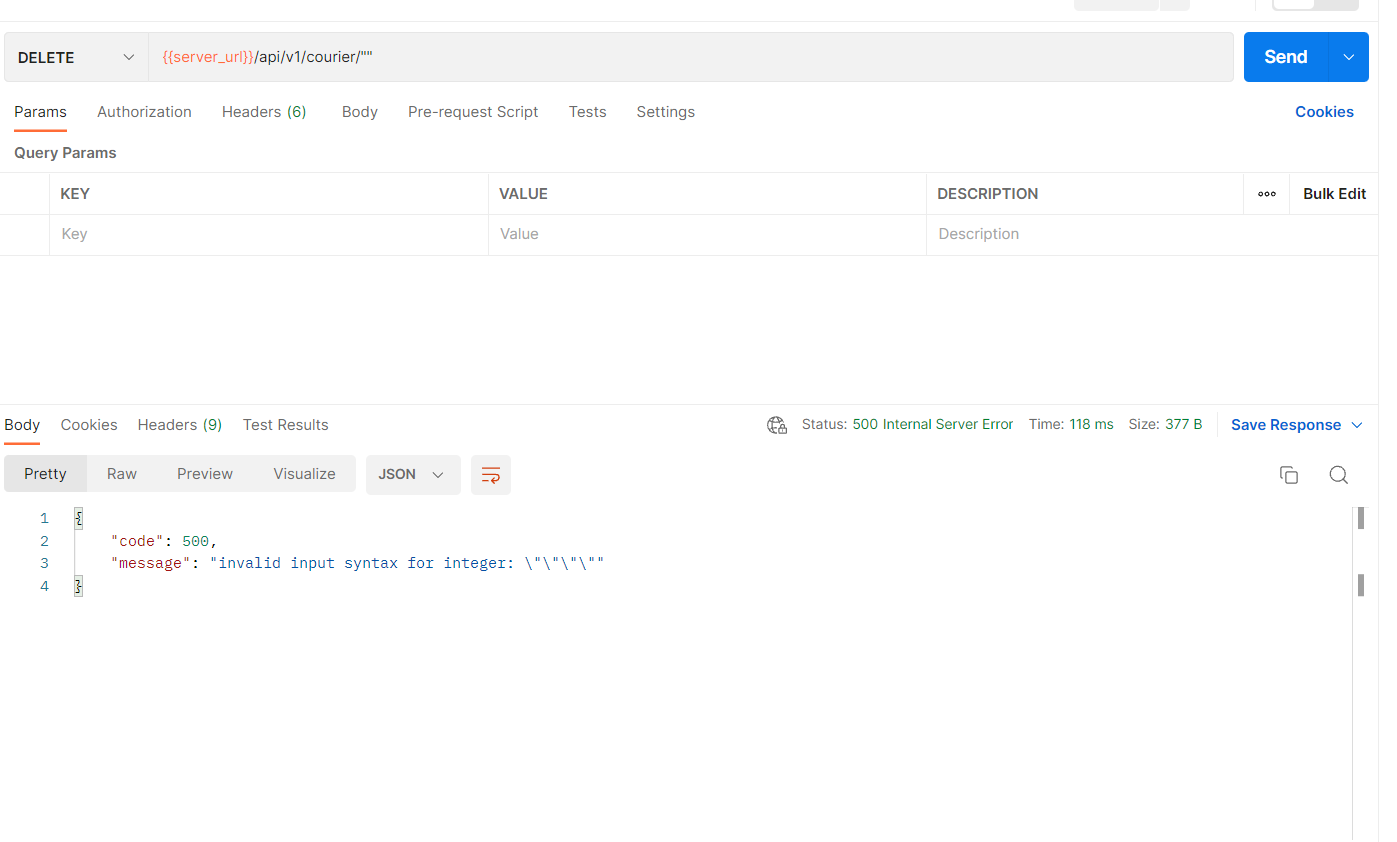 DELETE {{server_url}}/api/v1/courier/"" Send
Params Authorization Headers (6) Body Pre-request Script Tests Settings Cookies
Query Params
KEY VALUE DESCRIPTION ooo Bulk Edit
Key Value Description
Body Cookies Headers (9) Test Results Status: 500 Internal Server Error Time: 118 ms Size: 377 B Save Response
Pretty Raw Preview Visualize JSON
1 {
2 "code": 500,
3 "message": "invalid input syntax for integer: \"\"\"\""
4 }